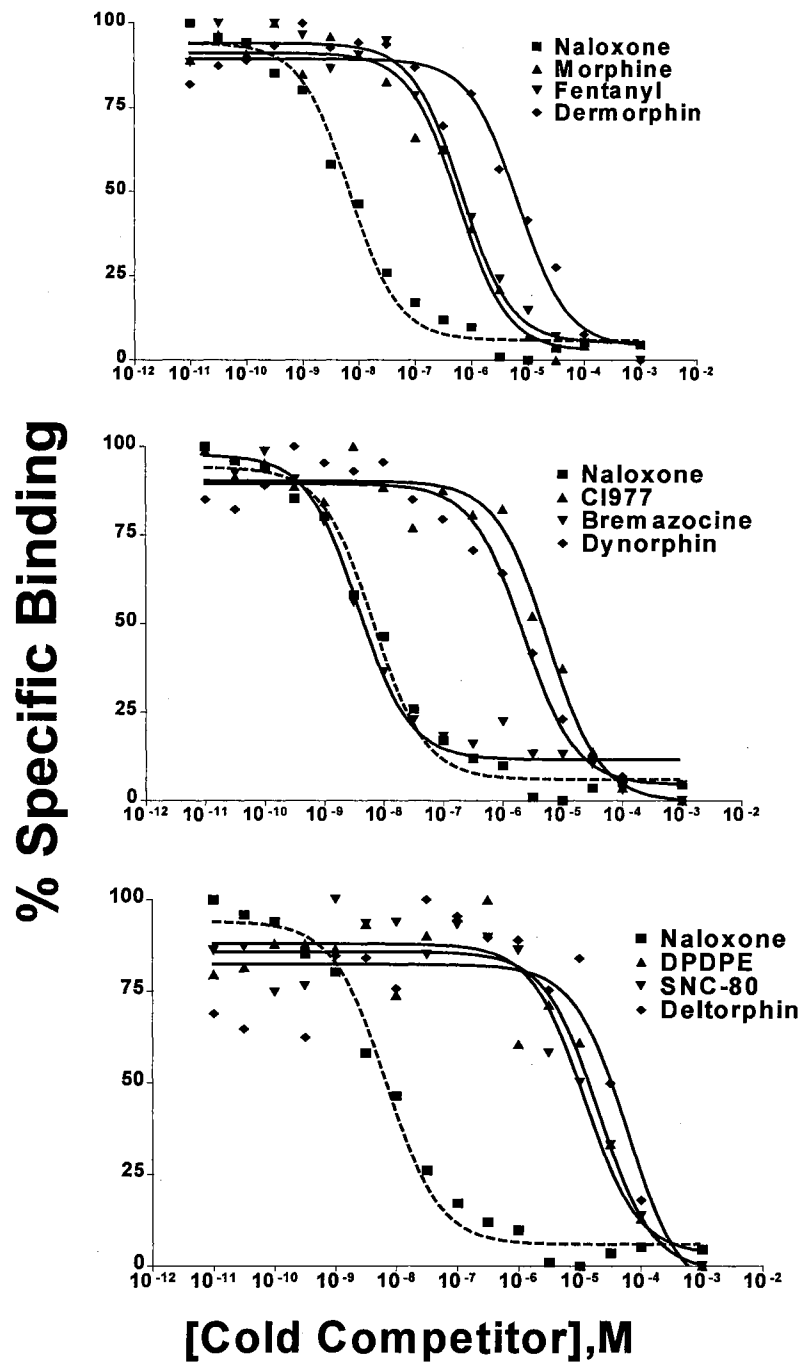 % Specific Binding
100
75
50
25
0
10-12 10-11 10-10 10-9 10-8 10-7 10-6 10-5 10-4 10-3 10-2
Naloxone
Morphine
Fentanyl
Dermorphin
100
75
50
25
0
10-12 10-11 10-10 10-9 10-8 10-7 10-6 10-5 10-4 10-3 10-2
Naloxone
CI977
Bremazocine
Dynorphin
100
75
50
25
0
10-12 10-11 10-10 10-9 10-8 10-7 10-6 10-5 10-4 10-3 10-2
Naloxone
DPDPE
SNC-80
Deltorphin
[Cold Competitor],M